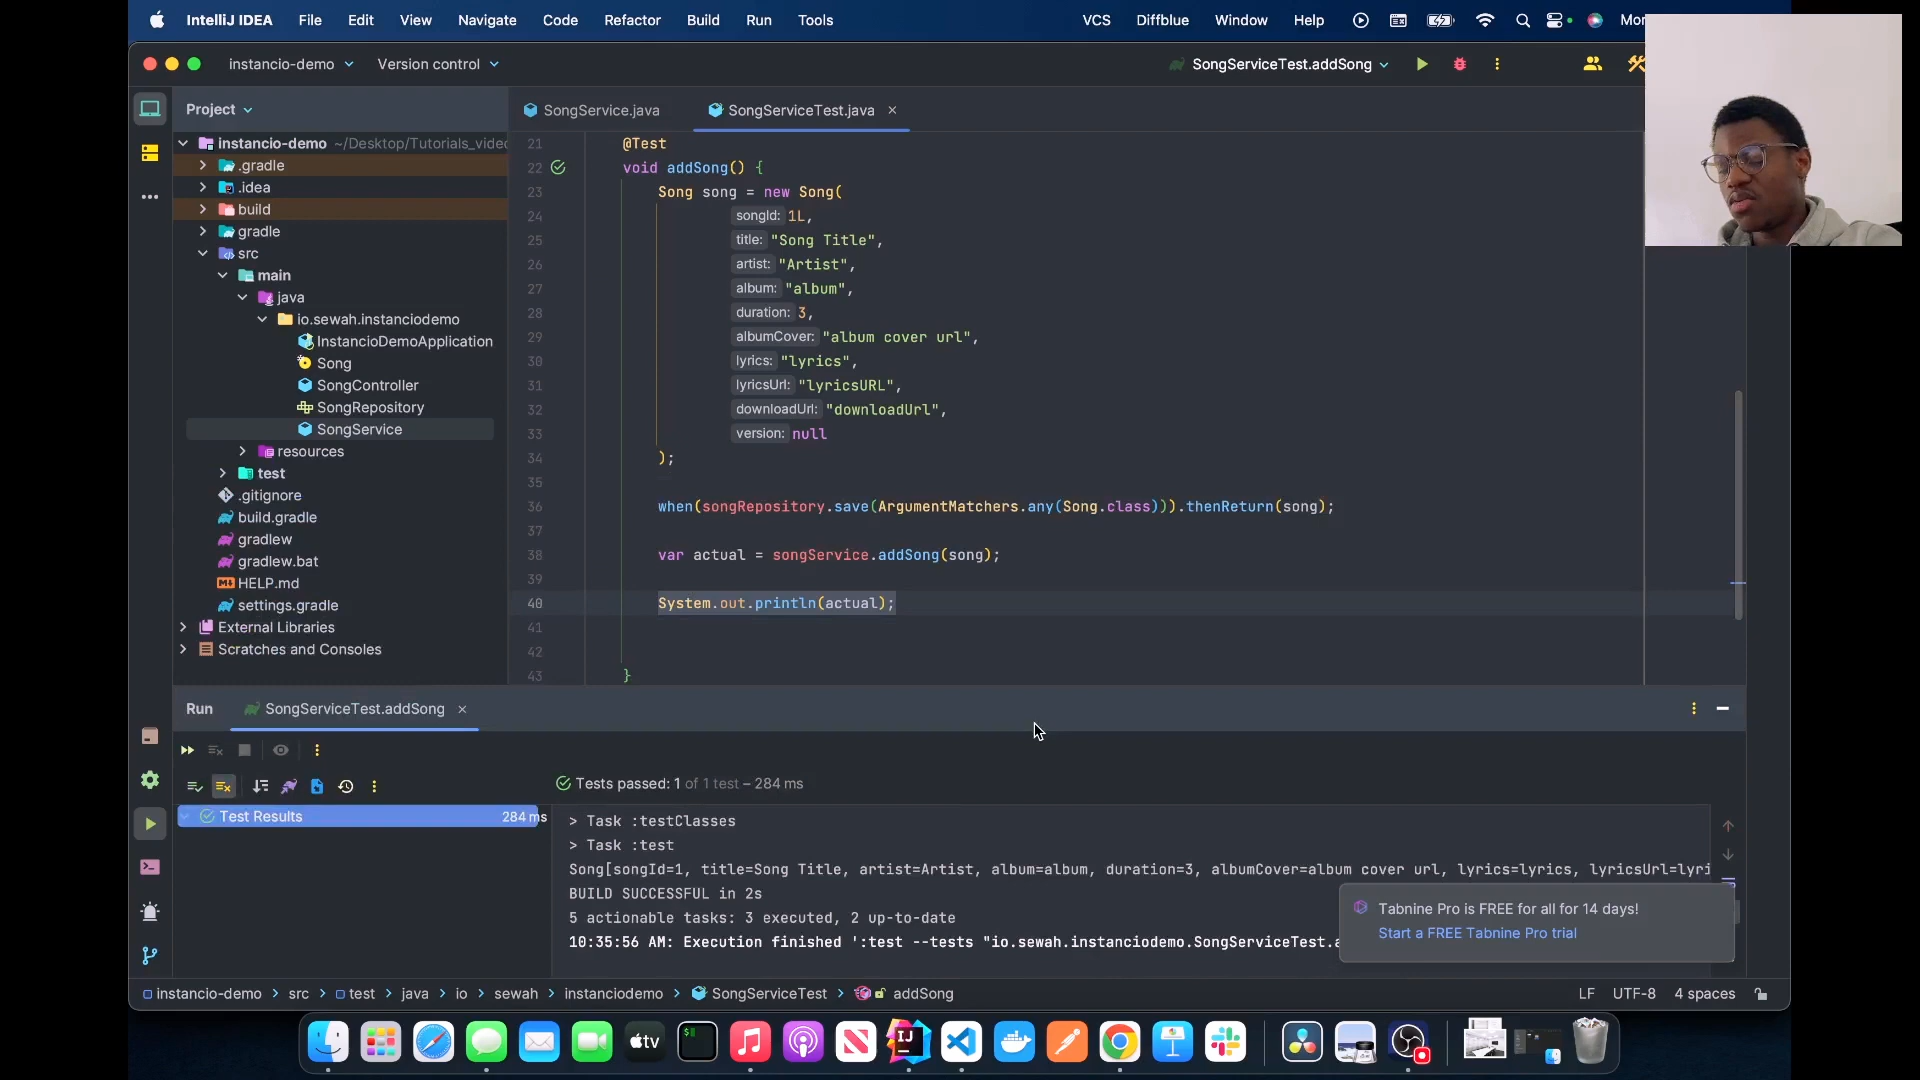 IntelliJ IDEA File Edit View Navigate Code Refactor Build Run Tools VCS Diffblue Window Help Mon
instancio-demo Version control SongServiceTest.addSong
Project
SongService.java SongServiceTest.java
instancio-demo ~/Desktop/Tutorials_videc
.gradle
.idea
build
gradle
src
main
java
io.sewah.instanciodemo
InstancioDemoApplication
Song
SongController
SongRepository
SongService
resources
test
.gitignore
build.gradle
gradlew
gradlew.bat
HELP.md
settings.gradle
External Libraries
Scratches and Consoles
21 @Test
22 void addSong() {
23 Song song = new Song(
24 songId: 1L,
25 title: "Song Title",
26 artist: "Artist",
27 album: "album",
28 duration: 3,
29 albumCover: "album cover url",
30 lyrics: "lyrics",
31 lyricsUrl: "lyricsURL",
32 downloadUrl: "downloadUrl",
33 version: null
34 );
35
36 when(songRepository.save(ArgumentMatchers.any(Song.class))).thenReturn(song);
37
38 var actual = songService.addSong(song);
39
40 System.out.println(actual);
41
42
43 }
Run SongServiceTest.addSong
Tests passed: 1 of 1 test – 284 ms
Test Results 284 ms
> Task :testClasses
> Task :test
Song[songId=1, title=Song Title, artist=Artist, album=album, duration=3, albumCover=album cover url, lyrics=lyrics, lyricsUrl=lyri
BUILD SUCCESSFUL in 2s
5 actionable tasks: 3 executed, 2 up-to-date
10:35:56 AM: Execution finished ':test --tests "io.sewah.instanciodemo.SongServiceTest.a
Tabnine Pro is FREE for all for 14 days!
Start a FREE Tabnine Pro trial
instancio-demo > src > test > java > io > sewah > instanciodemo > SongServiceTest > addSong LF UTF-8 4 spaces
tv